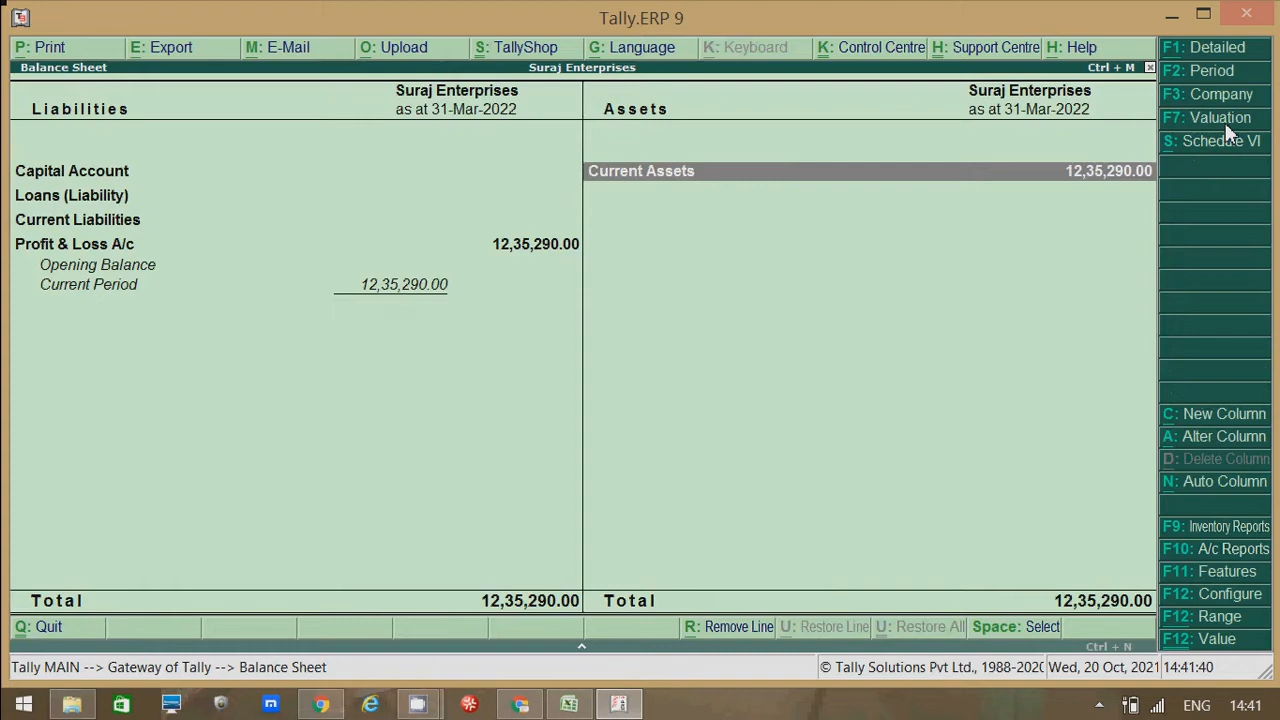 Tally.ERP 9
P: Print E: Export M: E-Mail O: Upload S: TallyShop G: Language K: Keyboard K: Control Centre H: Support Centre H: Help
Balance Sheet Suraj Enterprises Ctrl + M
Liabilities Suraj Enterprises as at 31-Mar-2022 Assets Suraj Enterprises as at 31-Mar-2022
Capital Account Current Assets 12,35,290.00
Loans (Liability)
Current Liabilities
Profit & Loss A/c 12,35,290.00
Opening Balance
Current Period 12,35,290.00
Total 12,35,290.00 Total 12,35,290.00
F1: Detailed
F2: Period
F3: Company
F7: Valuation
S: Schedule VI
C: New Column
A: Alter Column
D: Delete Column
N: Auto Column
F9: Inventory Reports
F10: A/c Reports
F11: Features
F12: Configure
F12: Range
F12: Value
Q: Quit R: Remove Line U: Restore Line U: Restore All Space: Select
Ctrl + N
Tally MAIN --> Gateway of Tally --> Balance Sheet © Tally Solutions Pvt Ltd., 1988-2020 Wed, 20 Oct, 2021 14:41:40
ENG 14:41